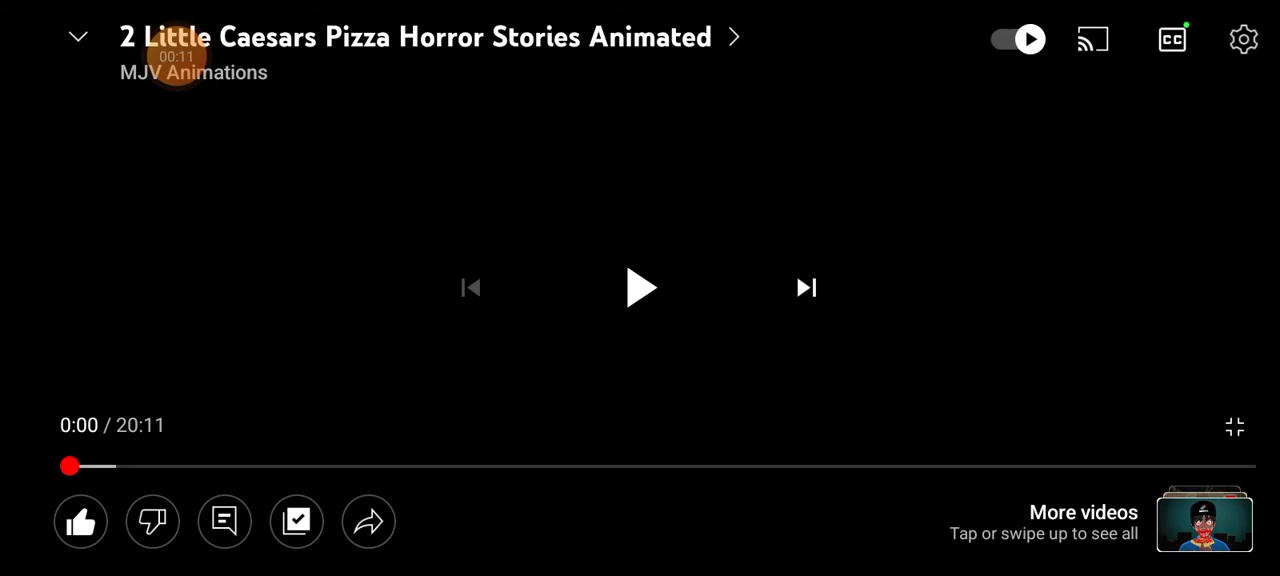 2 Little Caesars Pizza Horror Stories Animated
00:11
MJV Animations
CC
0:00 / 20:11
More videos
Tap or swipe up to see all